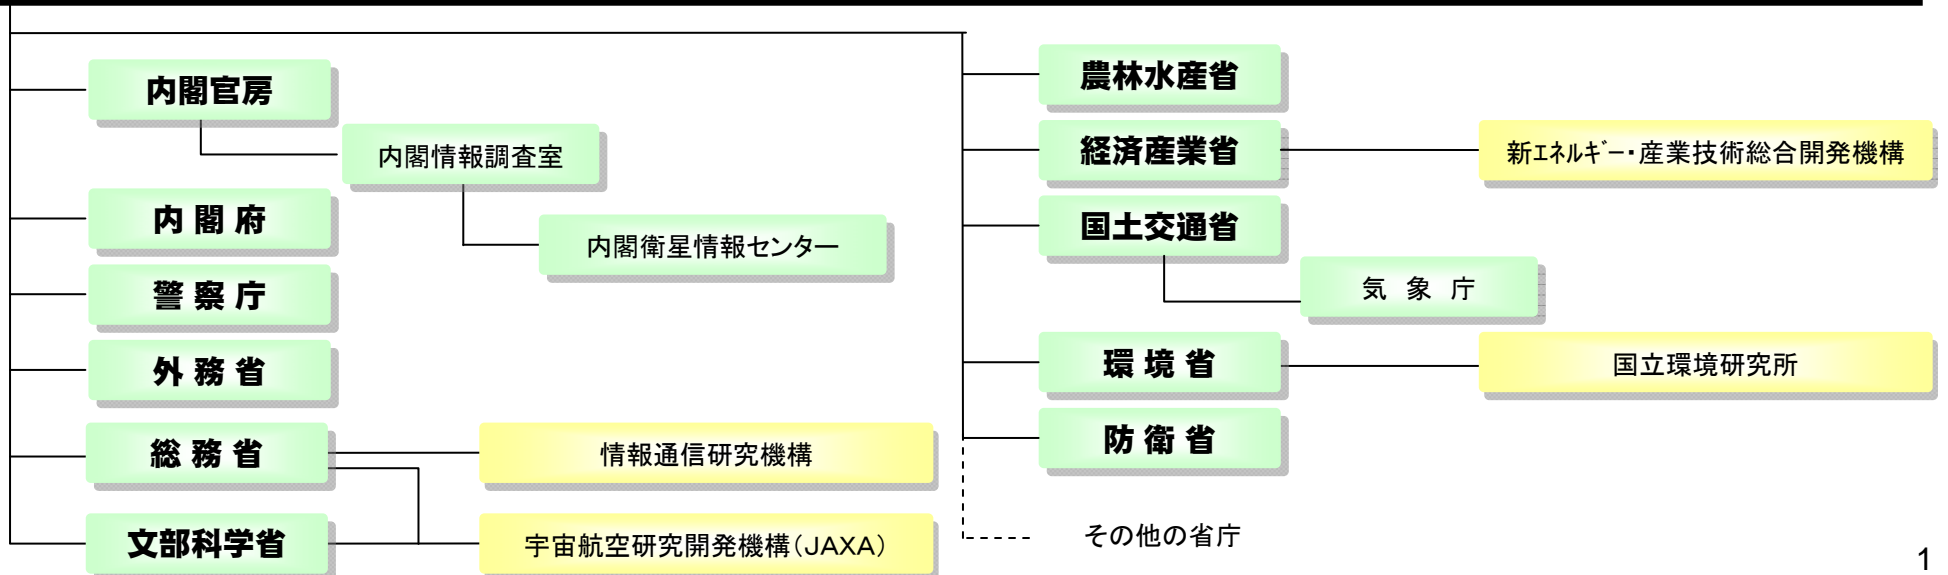 内閣官房
内閣情報調査室
内閣衛星情報センター
内 閣 府
警 察 庁
外 務 省
総 務 省
情報通信研究機構
文部科学省
宇宙航空研究開発機構(JAXA)
農林水産省
経済産業省
新エネルギー・産業技術総合開発機構
国土交通省
気 象 庁
環 境 省
国立環境研究所
防 衛 省
その他の省庁
1